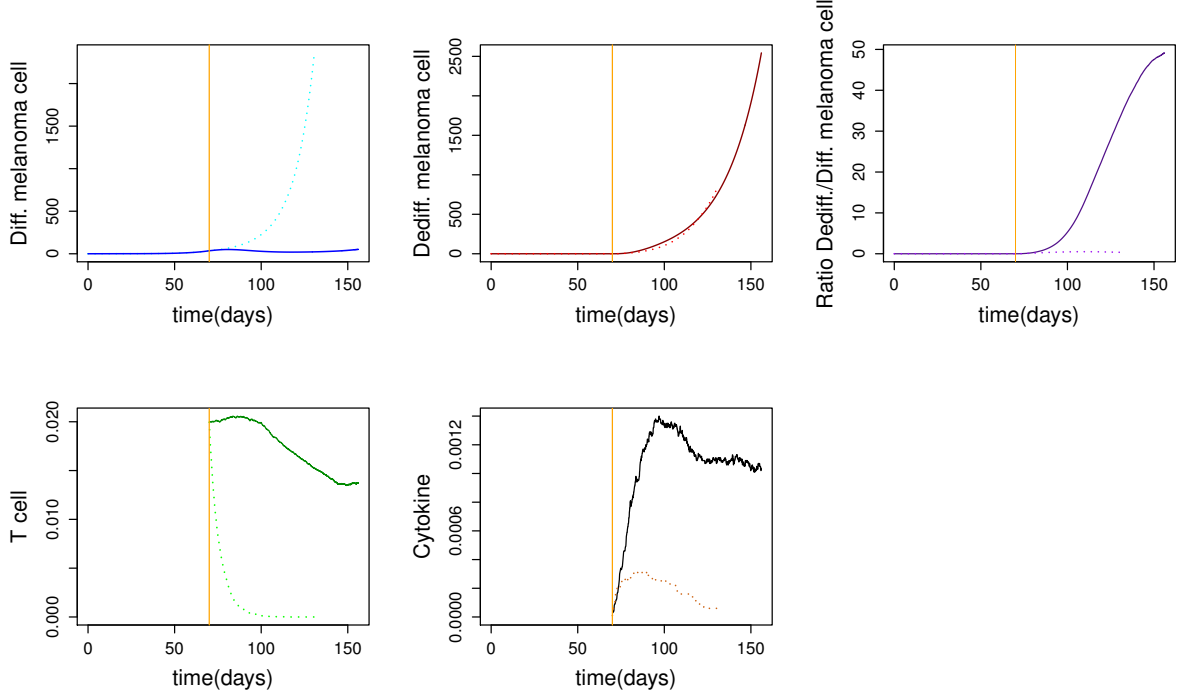 Diff. melanoma cell
0 500 1500
0 50 100 150
time(days)
Dediff. melanoma cell
0 500 1500 2500
0 50 100 150
time(days)
Ratio Dediff./Diff. melanoma cell
0 10 20 30 40 50
0 50 100 150
time(days)
T cell
0.000 0.010 0.020
0 50 100 150
time(days)
Cytokine
0.0000 0.0006 0.0012
0 50 100 150
time(days)